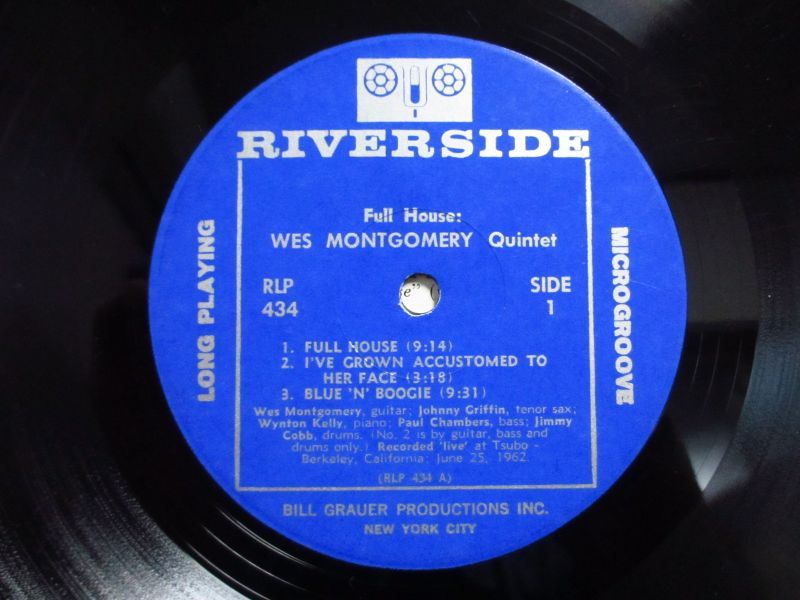 RIVERSIDE
Full House:
WES MONTGOMERY Quintet
RLP
434
SIDE
1
LONG PLAYING
MICROGROOVE
1. FULL HOUSE (9:14)
2. I'VE GROWN ACCUSTOMED TO
HER FACE (3:18)
3. BLUE 'N' BOOGIE (9:31)
Wes Montgomery, guitar; Johnny Griffin, tenor sax;
Wynton Kelly, piano; Paul Chambers, bass; Jimmy
Cobb, drums. (No. 2 is by guitar, bass and
drums only.) Recorded 'live' at Tsubo -
Berkeley, California; June 25, 1962.
(RLP 434 A)
BILL GRAUER PRODUCTIONS INC.
NEW YORK CITY